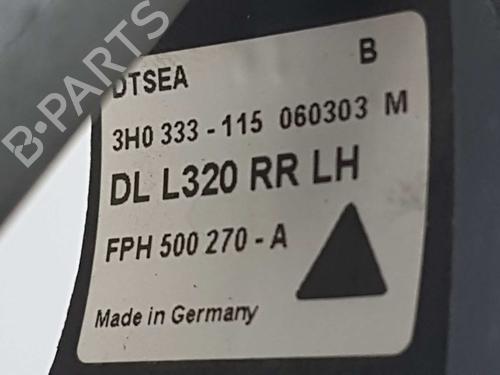 B-PARTS
DTSEA B
3H0 333 - 115 060303 M
DL L320 RR LH
FPH 500 270 - A
Made in Germany